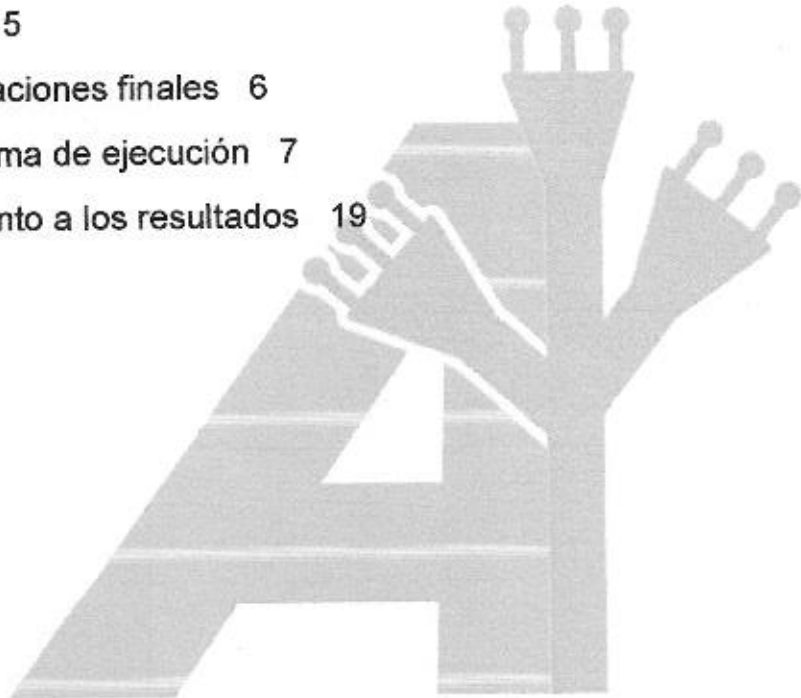 5
aciones finales 6
ma de ejecución 7
nto a los resultados 19